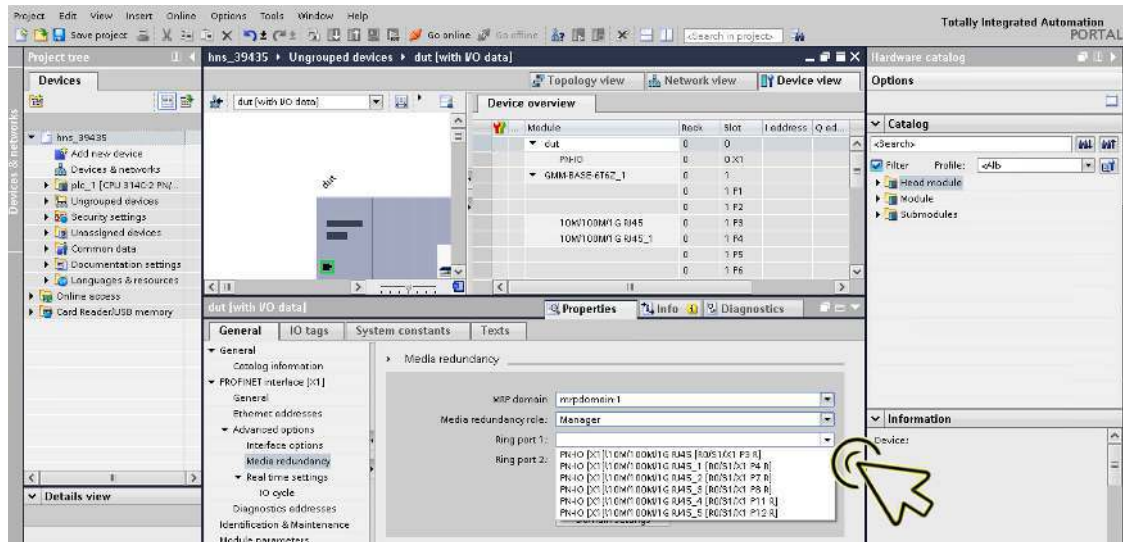 Project Edit View Insert Online Options Tools Window Help
Totally Integrated Automation
PORTAL
Save project
Go online
Go offline
<Search in project>
Project tree
hns_39435 ▸ Ungrouped devices ▸ dut [with I/O data]
Hardware catalog
Devices
Topology view
Network view
Device view
Options
dut [with I/O data]
Device overview
Devices & networks
Module
Rack
Slot
I address
Catalog
<Search>
Filter
Profile:
<All>
Head module
Module
Submodules
hns_39435
Add new device
Devices & networks
plc_1 [CPU 314C-2 PN/...
Ungrouped devices
Security settings
Unassigned devices
Common data
Documentation settings
Languages & resources
Online access
Card Reader/USB memory
dut
dut 0 0
PN-IO 0 0 X1
GMM-BASE-6T6Z_1 0 1
0 1 P1
0 1 P2
10M/100M/1G RJ45 0 1 P3
10M/100M/1G RJ45_1 0 1 P4
0 1 P5
0 1 P6
dut [with I/O data]
Properties
Info
Diagnostics
General
IO tags
System constants
Texts
General
Catalog information
PROFINET interface [X1]
General
Ethernet addresses
Advanced options
Interface options
Media redundancy
Real time settings
IO cycle
Diagnostics addresses
Identification & Maintenance
Module parameters
Media redundancy
MRP domain
mrpdomain-1
Media redundancy role:
Manager
Ring port 1:
Ring port 2:
PN-IO [X1]\10M/100M/1G RJ45 [R0/S1/X1 P3 R]
PN-IO [X1]\10M/100M/1G RJ45_1 [R0/S1/X1 P4 R]
PN-IO [X1]\10M/100M/1G RJ45_2 [R0/S1/X1 P7 R]
PN-IO [X1]\10M/100M/1G RJ45_3 [R0/S1/X1 P8 R]
PN-IO [X1]\10M/100M/1G RJ45_4 [R0/S1/X1 P11 R]
PN-IO [X1]\10M/100M/1G RJ45_5 [R0/S1/X1 P12 R]
Information
Device:
Details view